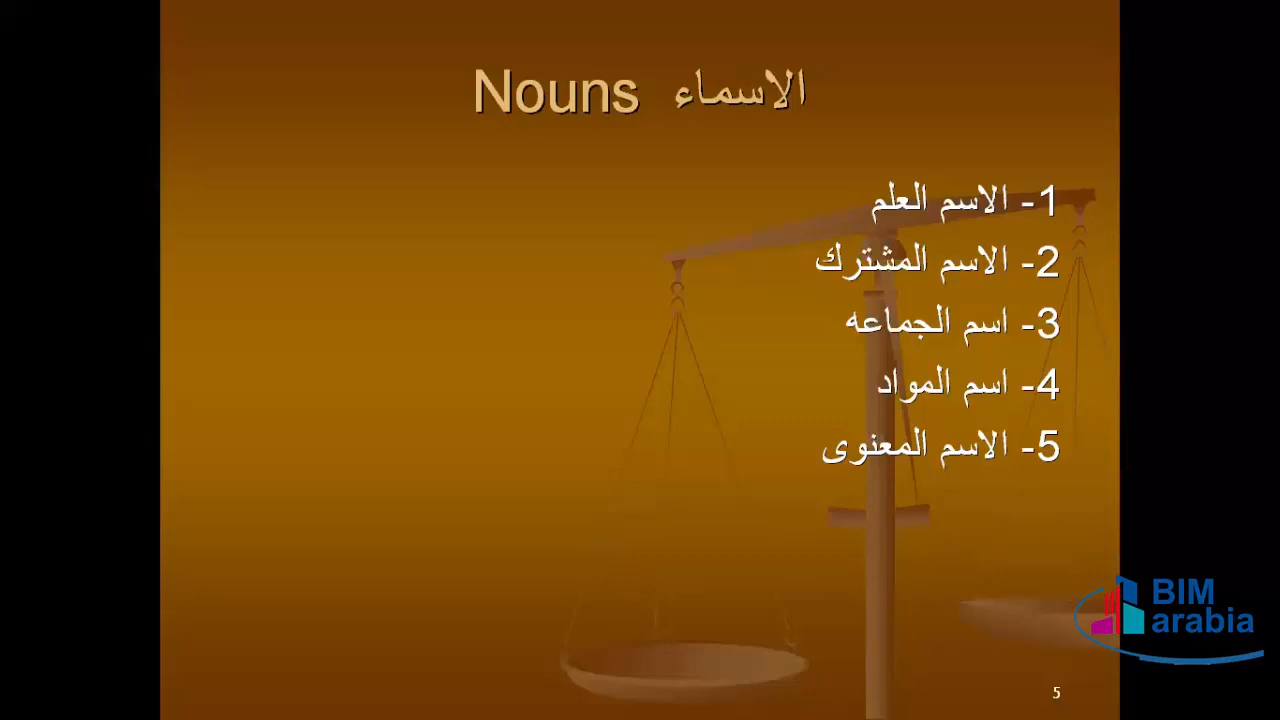 الاسماء Nouns
1- الاسم العلم
2- الاسم المشترك
3- اسم الجماعه
4- اسم المواد
5- الاسم المعنوى
BIM
arabia
5